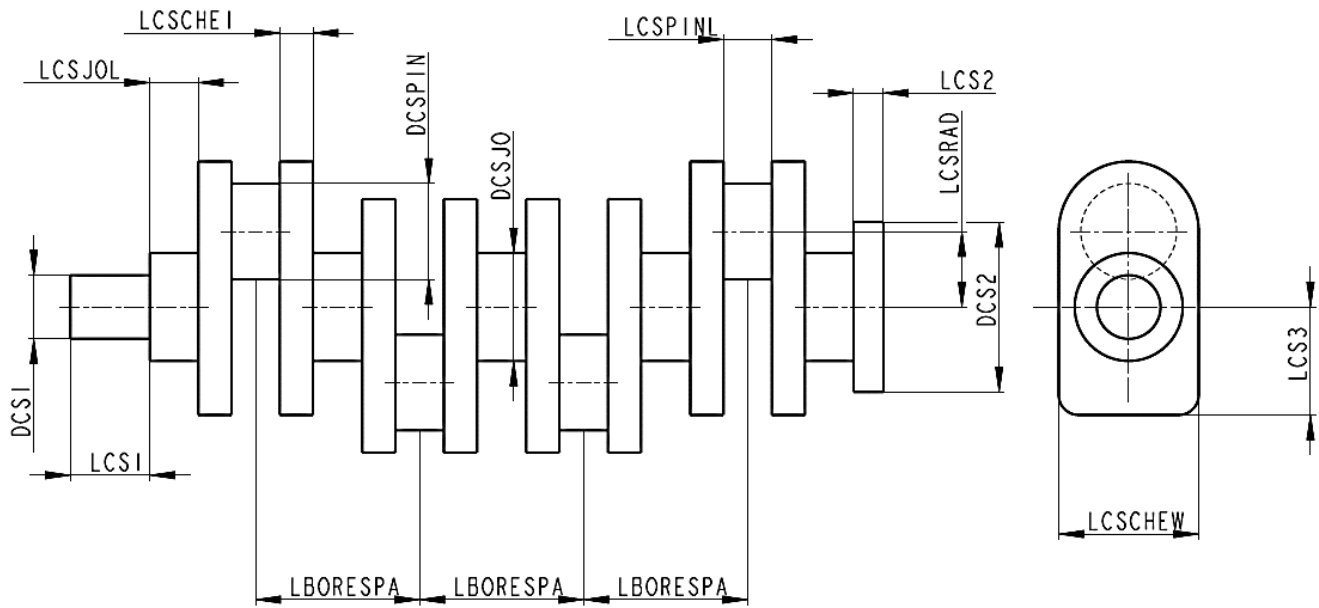 LCSCHEI
LCSPINL
LCSJOL
DCSPIN
LCS2
DCSJO
LCSRAD
DCS2
LCS3
DCSI
LCSI
LCSCHEW
LBORESPA
LBORESPA
LBORESPA